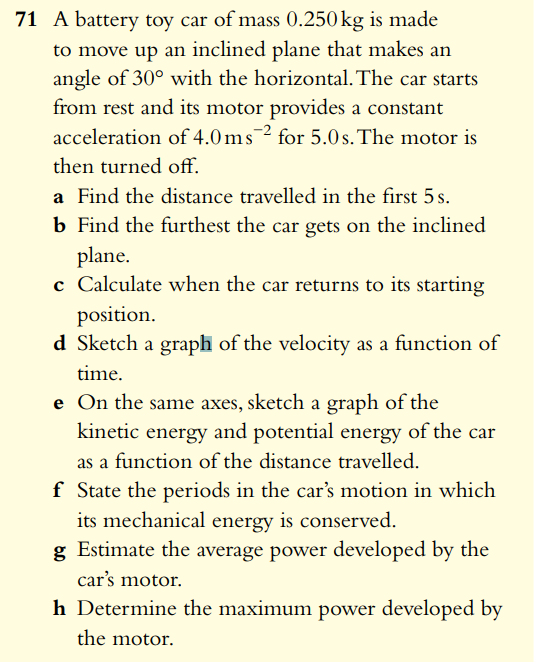 71 A battery toy car of mass 0.250 kg is made
to move up an inclined plane that makes an
angle of 30° with the horizontal. The car starts
from rest and its motor provides a constant
acceleration of 4.0 m s⁻² for 5.0 s. The motor is
then turned off.
a Find the distance travelled in the first 5 s.
b Find the furthest the car gets on the inclined
plane.
c Calculate when the car returns to its starting
position.
d Sketch a graph of the velocity as a function of
time.
e On the same axes, sketch a graph of the
kinetic energy and potential energy of the car
as a function of the distance travelled.
f State the periods in the car’s motion in which
its mechanical energy is conserved.
g Estimate the average power developed by the
car’s motor.
h Determine the maximum power developed by
the motor.